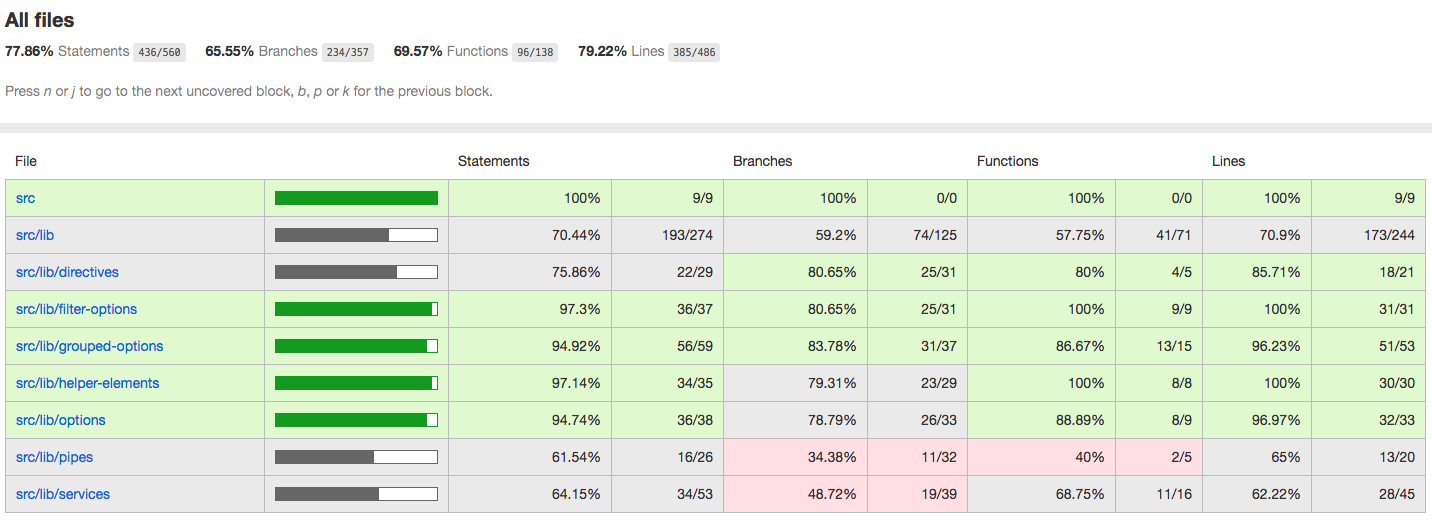 All files
77.86% Statements 436/560 65.55% Branches 234/357 69.57% Functions 96/138 79.22% Lines 385/486
Press n or j to go to the next uncovered block, b, p or k for the previous block.
File Statements Branches Functions Lines
src 100% 9/9 100% 0/0 100% 0/0 100% 9/9
src/lib 70.44% 193/274 59.2% 74/125 57.75% 41/71 70.9% 173/244
src/lib/directives 75.86% 22/29 80.65% 25/31 80% 4/5 85.71% 18/21
src/lib/filter-options 97.3% 36/37 80.65% 25/31 100% 9/9 100% 31/31
src/lib/grouped-options 94.92% 56/59 83.78% 31/37 86.67% 13/15 96.23% 51/53
src/lib/helper-elements 97.14% 34/35 79.31% 23/29 100% 8/8 100% 30/30
src/lib/options 94.74% 36/38 78.79% 26/33 88.89% 8/9 96.97% 32/33
src/lib/pipes 61.54% 16/26 34.38% 11/32 40% 2/5 65% 13/20
src/lib/services 64.15% 34/53 48.72% 19/39 68.75% 11/16 62.22% 28/45